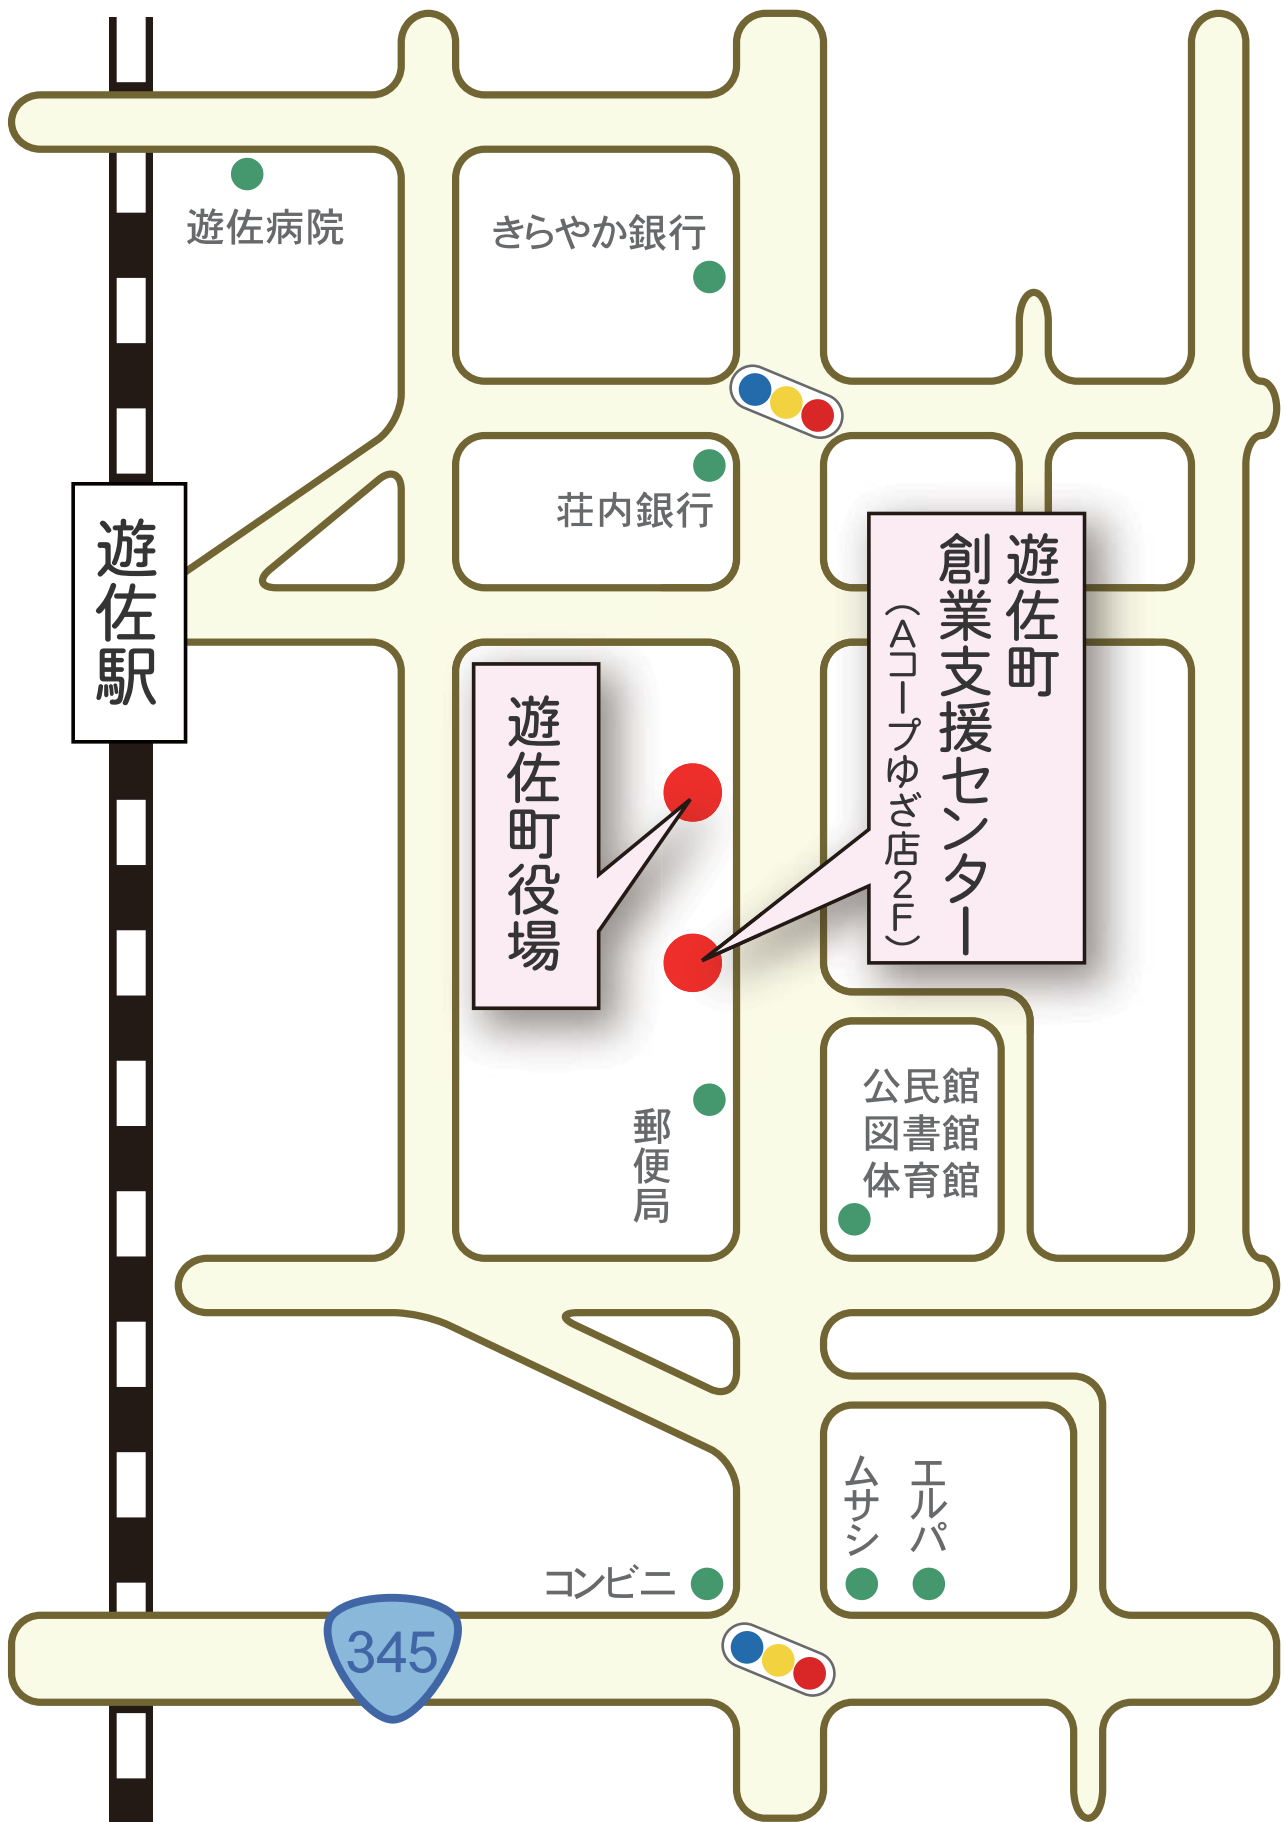 遊佐病院
きらやか銀行
荘内銀行
遊佐駅
遊佐町
創業支援センター
（Aコープゆざ店2F）
遊佐町役場
郵便局
公民館
図書館
体育館
エルパ
ムサシ
コンビニ
345